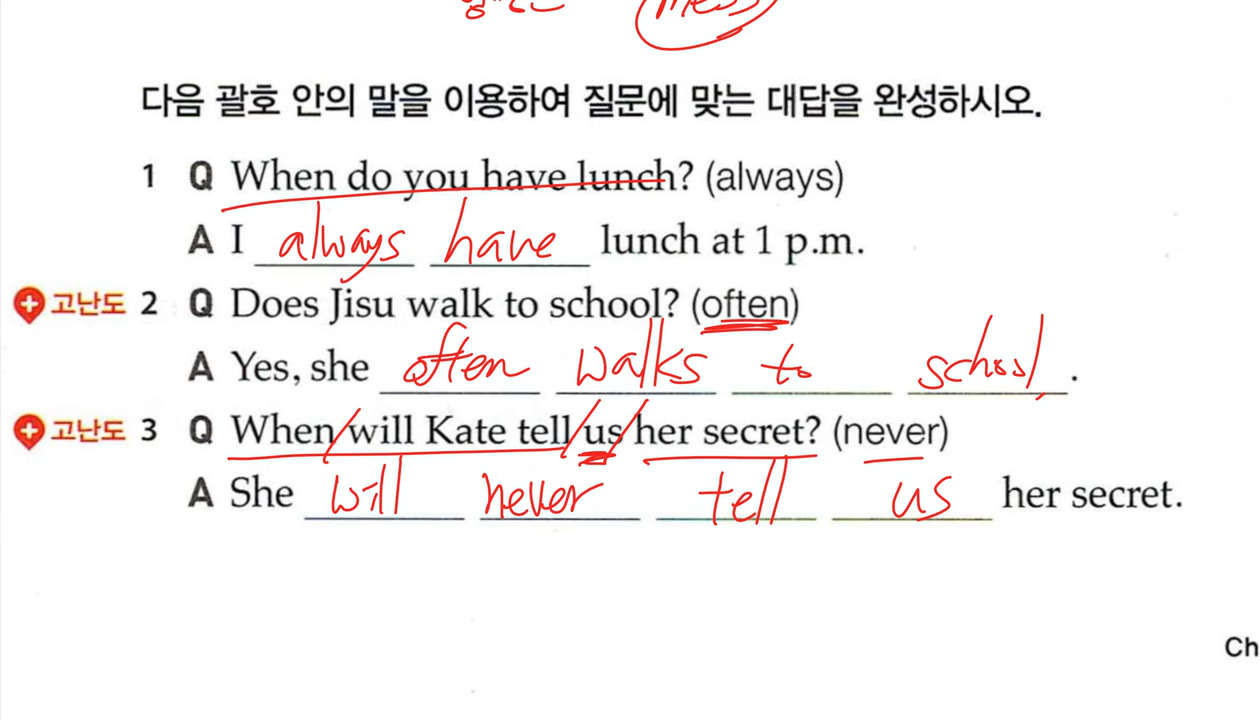 다음 괄호 안의 말을 이용하여 질문에 맞는 대답을 완성하시오.
1 Q When do you have lunch? (always)
A I always have lunch at 1 p.m.
고난도 2 Q Does Jisu walk to school? (often)
A Yes, she often walks to school.
고난도 3 Q When will Kate tell us her secret? (never)
A She will never tell us her secret.
Ch